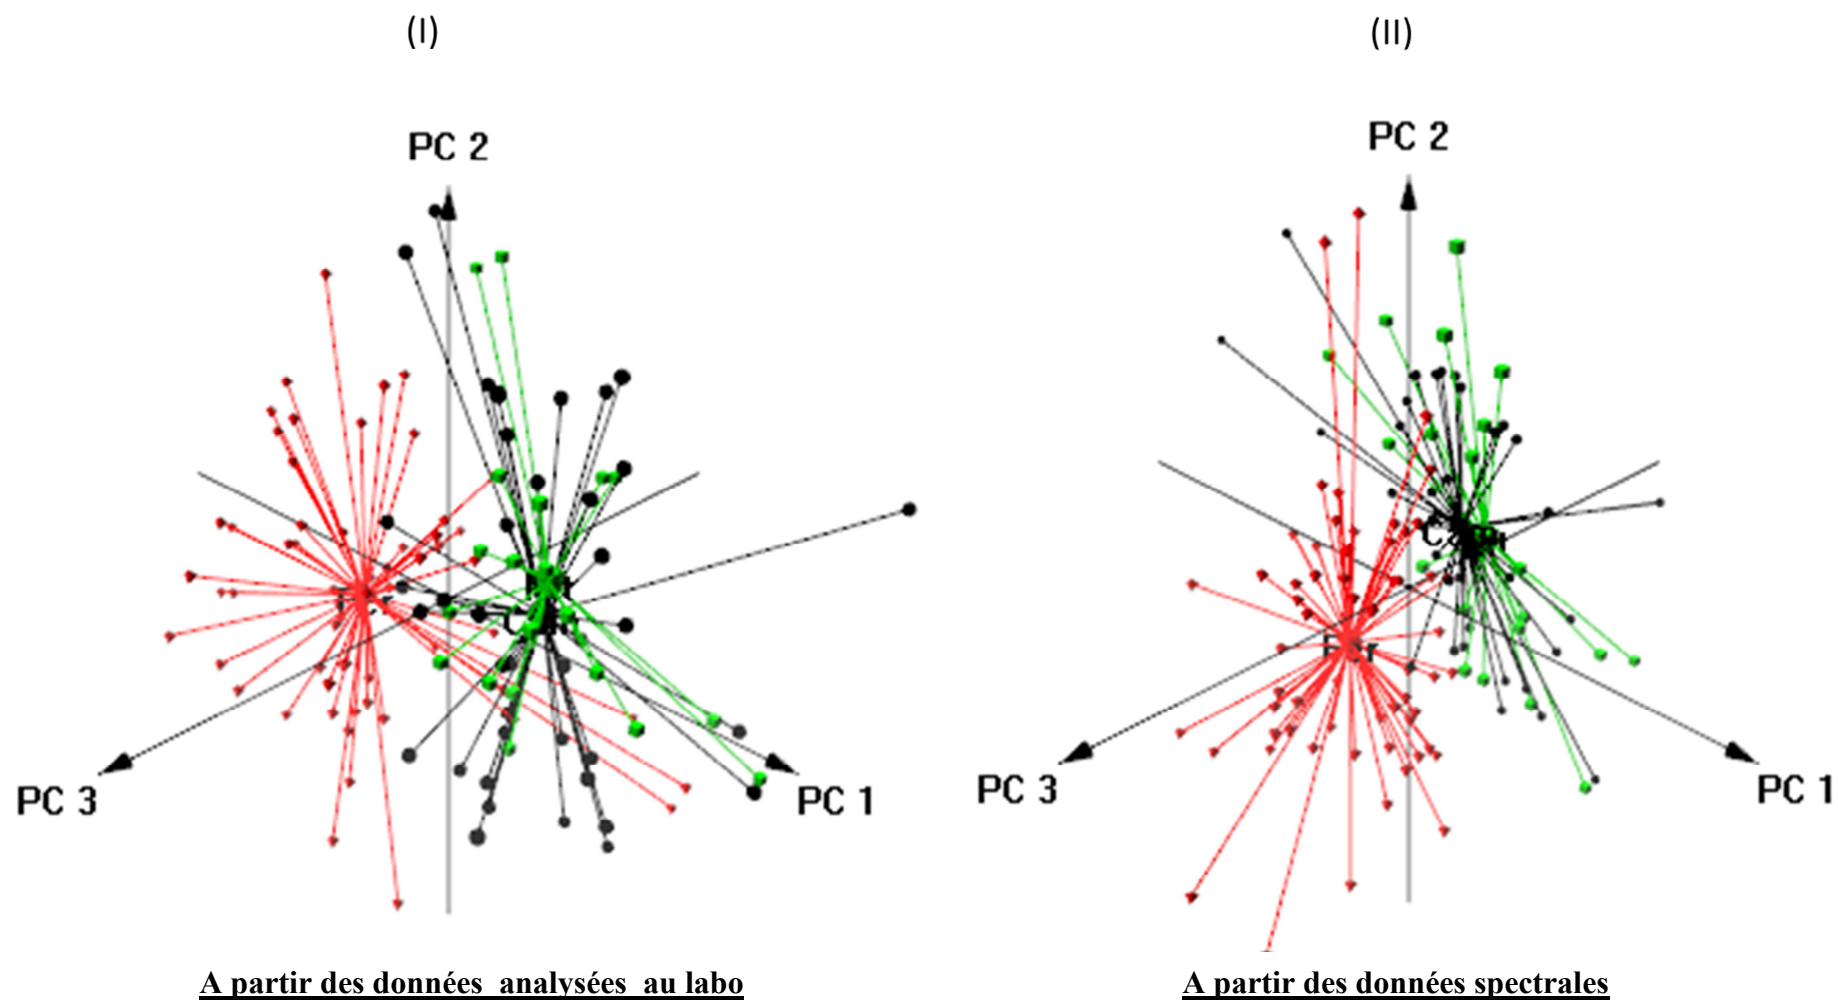 (I)
(II)
PC 2
PC 2
PC 3
PC 1
PC 3
PC 1
A partir des données analysées au labo
A partir des données spectrales